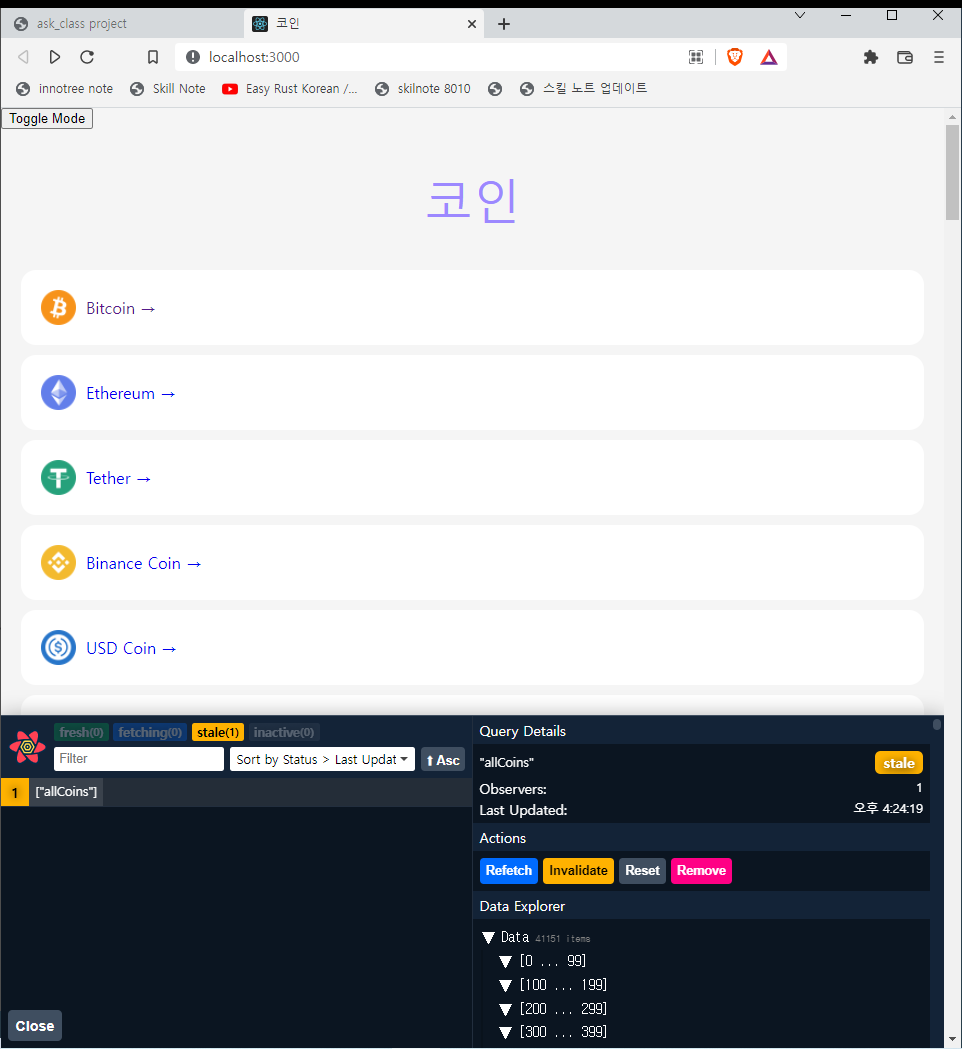 ask_class project
코인
localhost:3000
innotree note
Skill Note
Easy Rust Korean /...
skilnote 8010
스킬 노트 업데이트
Toggle Mode
코인
Bitcoin →
Ethereum →
Tether →
Binance Coin →
USD Coin →
fresh(0) fetching(0) stale(1) inactive(0)
Filter
Sort by Status > Last Updat
⬆ Asc
1 ["allCoins"]
Close
Query Details
"allCoins" stale
Observers: 1
Last Updated: 오후 4:24:19
Actions
Refetch Invalidate Reset Remove
Data Explorer
▼ Data 41151 items
▼ [0 ... 99]
▼ [100 ... 199]
▼ [200 ... 299]
▼ [300 ... 399]